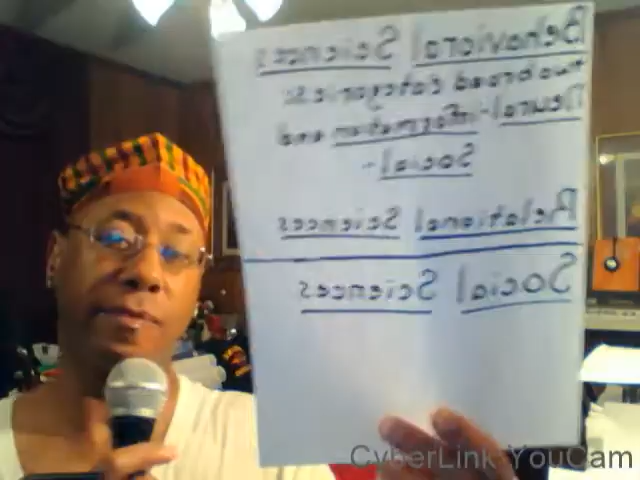 Behavioral Sciences
two broad categories:
Neural-information and
Social-
Relational Sciences
Social Sciences
CyberLink YouCam